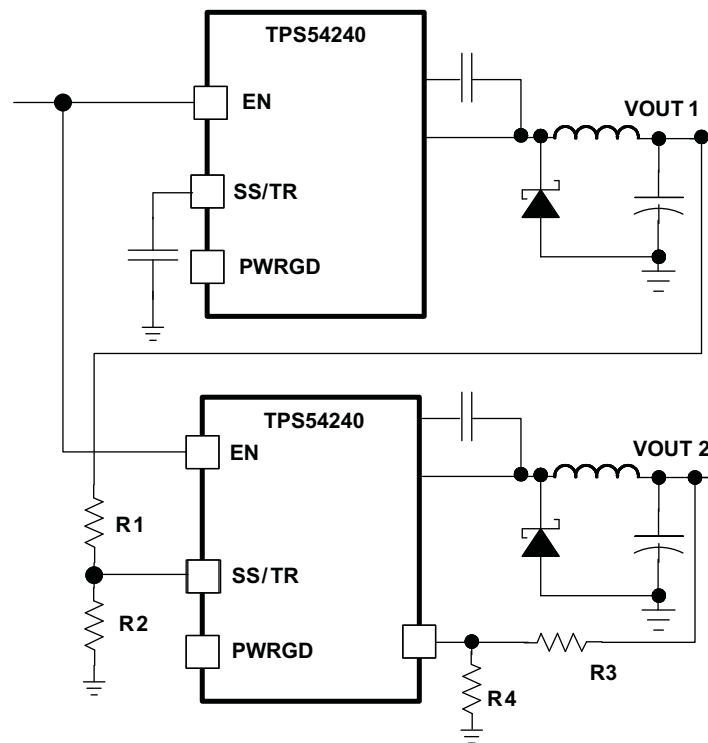 TPS54240
EN
VOUT 1
SS/TR
PWRGD
TPS54240
EN
VOUT 2
R1
SS/TR
R2
PWRGD
R3
R4